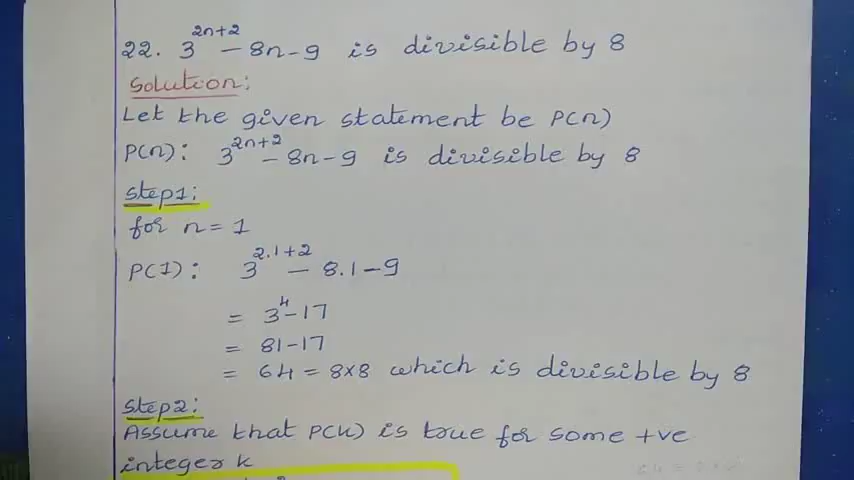 22. 3^{2n+2} - 8n - 9 is divisible by 8
Solution:
Let the given statement be P(n)
P(n): 3^{2n+2} - 8n - 9 is divisible by 8
Step1:
for n = 1
P(1): 3^{2.1+2} - 8.1 - 9
= 3^4 - 17
= 81 - 17
= 64 = 8×8 which is divisible by 8
Step2:
Assume that P(k) is true for some +ve
integer k